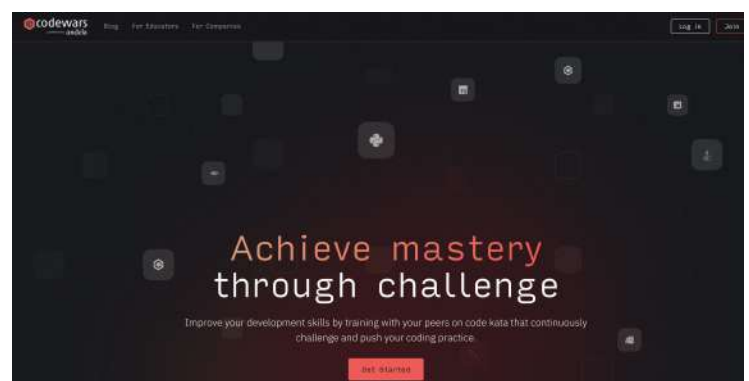 codewars
andela
Blog For Educators For Companies
Log in Join
Achieve mastery
through challenge
Improve your development skills by training with your peers on code kata that continuously
challenge and push your coding practice.
Get Started